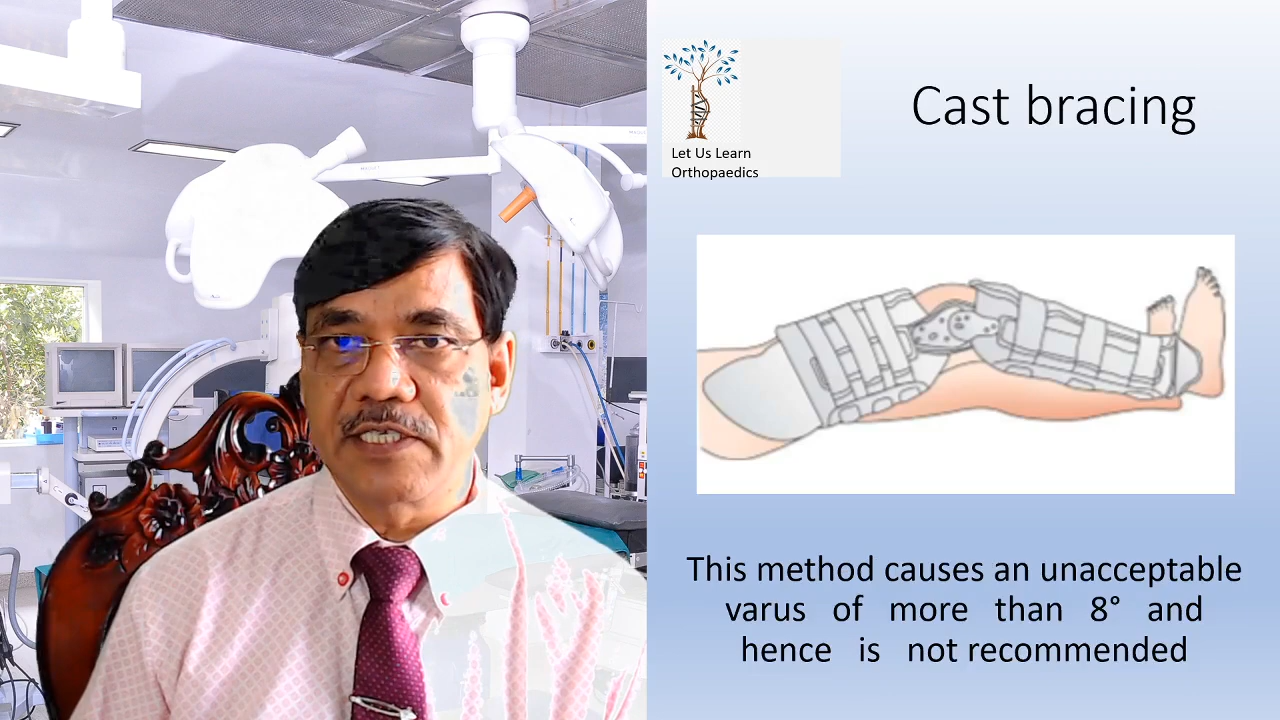 Let Us Learn
Orthopaedics
Cast bracing
This method causes an unacceptable
varus of more than 8° and
hence is not recommended